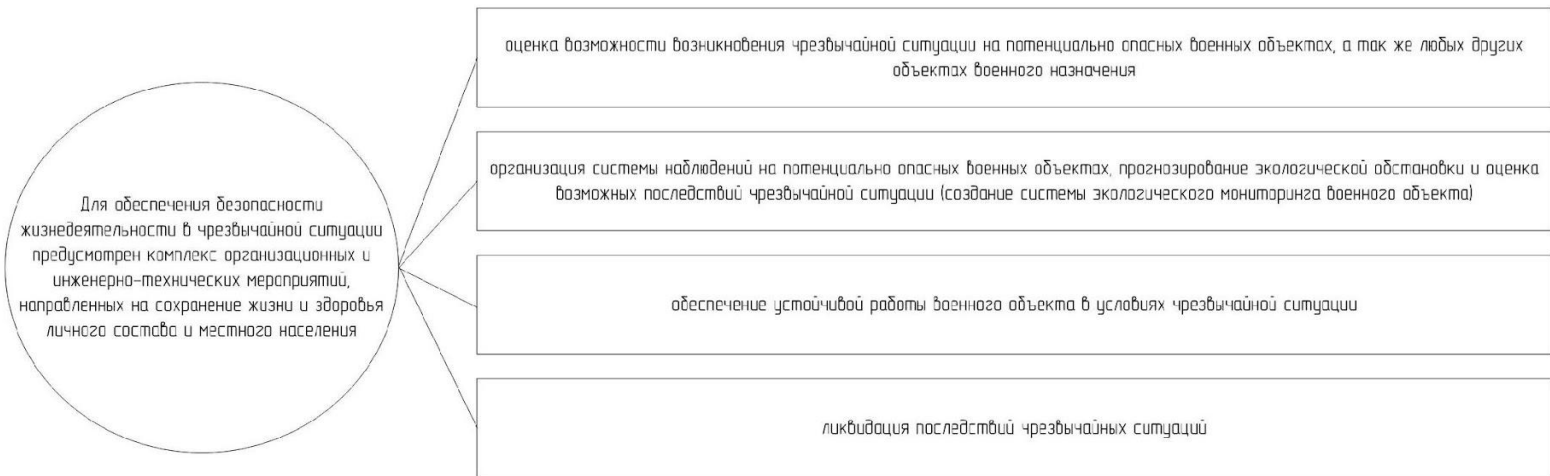 Для обеспечения безопасности
жизнедеятельности в чрезвычайной ситуации
предусмотрен комплекс организационных и
инженерно-технических мероприятий,
направленных на сохранение жизни и здоровья
личного состава и местного населения
оценка возможности возникновения чрезвычайной ситуации на потенциально опасных военных объектах, а так же любых других
объектах военного назначения
организация системы наблюдений на потенциально опасных военных объектах, прогнозирование экологической обстановки и оценка
возможных последствий чрезвычайной ситуации (создание системы экологического мониторинга военного объекта)
обеспечение устойчивой работы военного объекта в условиях чрезвычайной ситуации
ликвидация последствий чрезвычайных ситуаций